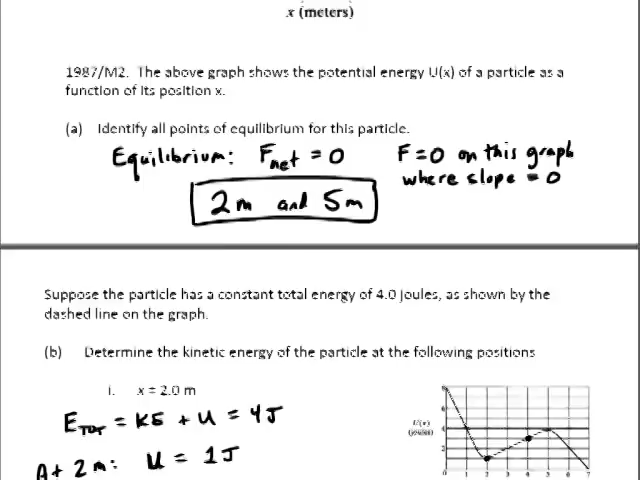 x (meters)
1987/M2. The above graph shows the potential energy U(x) of a particle as a
function of its position x.
(a) Identify all points of equilibrium for this particle.
Equilibrium: Fnet = 0
F=0 on this graph
where slope = 0
2m and 5m
Suppose the particle has a constant total energy of 4.0 joules, as shown by the
dashed line on the graph.
(b) Determine the kinetic energy of the particle at the following positions
i. x = 2.0 m
ETOT = KE + U = 4J
At 2m: U = 1J
U(x)
(joules)
8
6
4
2
0
1 2 3 4 5 6 7